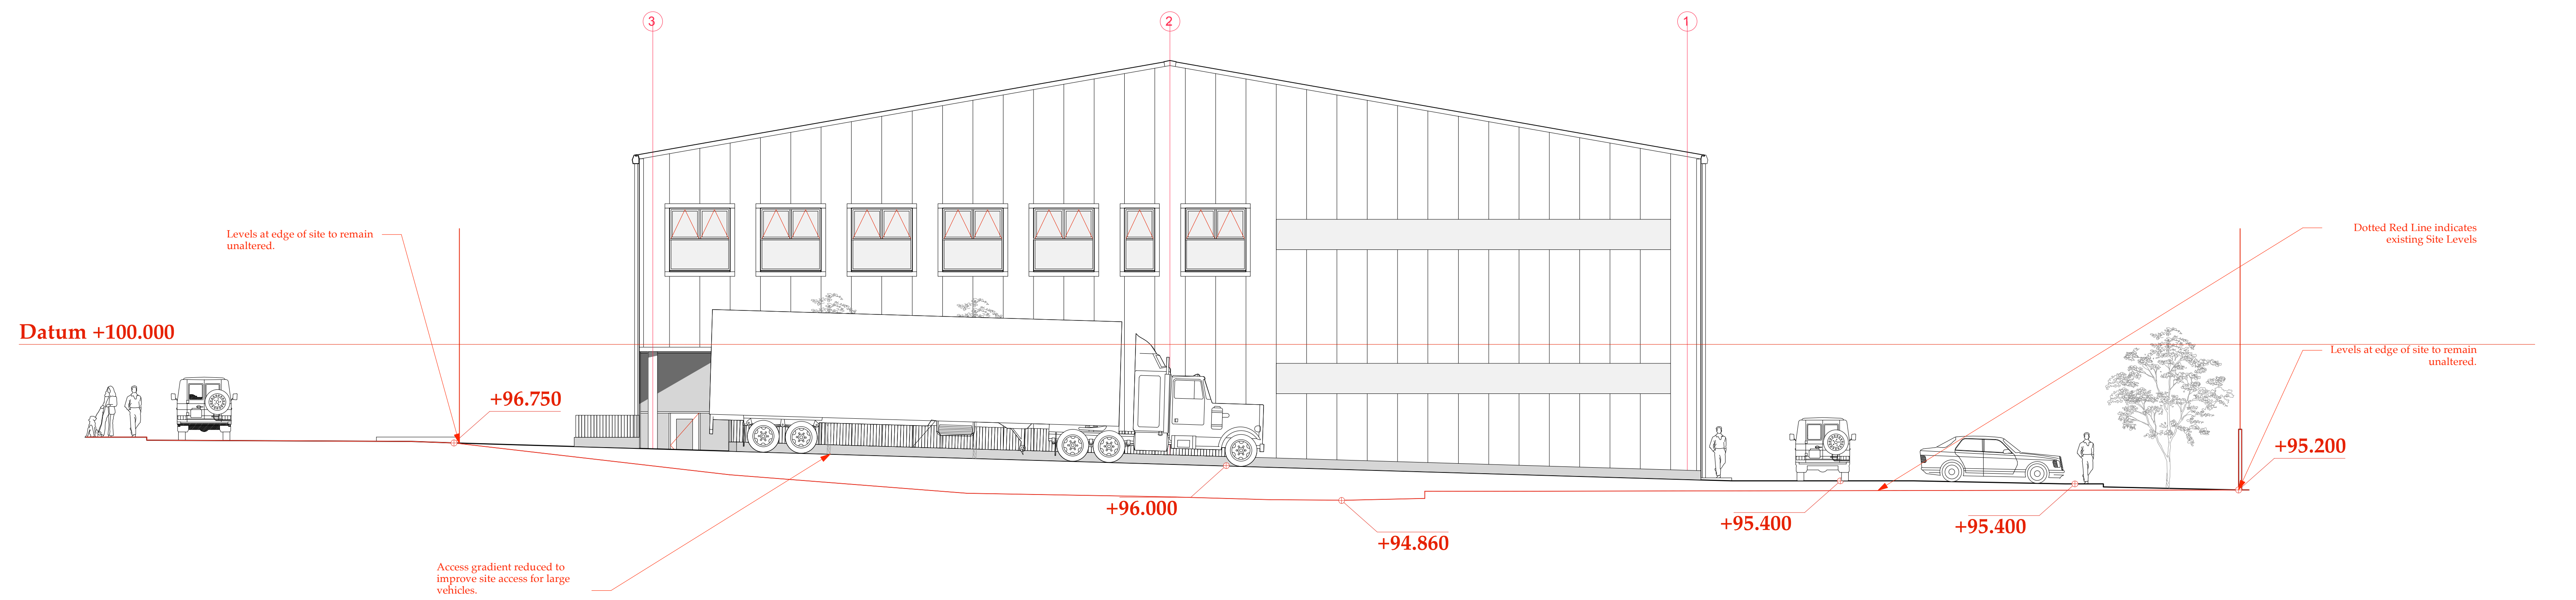 3
2
1
Levels at edge of site to remain
unaltered.
Dotted Red Line indicates
existing Site Levels
Datum +100.000
Levels at edge of site to remain
unaltered.
+96.750
+95.200
+96.000
+95.400
+95.400
+94.860
Access gradient reduced to
improve site access for large
vehicles.